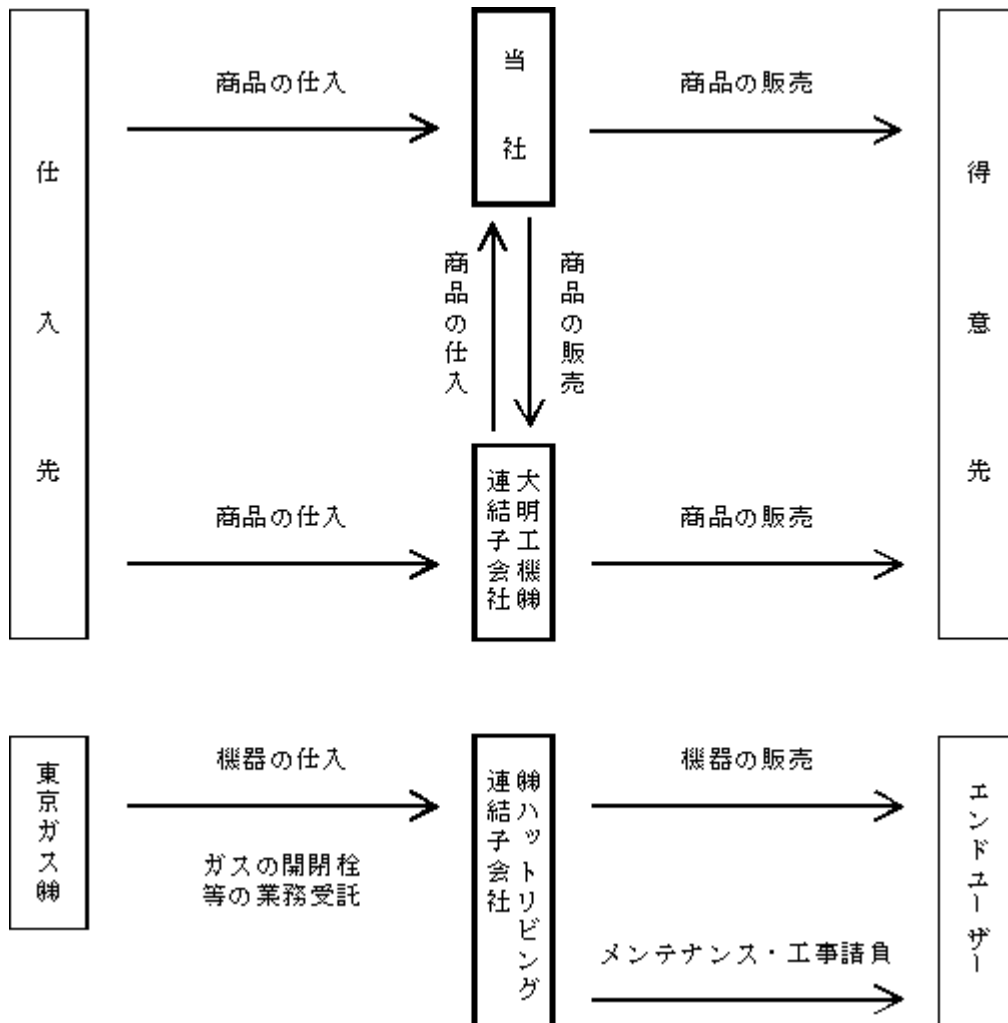 仕入先
商品の仕入
当社
商品の販売
得意先
商品の仕入
商品の販売
商品の仕入
大明工機㈱
連結子会社
商品の販売
東京ガス㈱
機器の仕入
ガスの開閉栓
等の業務受託
㈱ハットリビング
連結子会社
機器の販売
メンテナンス・工事請負
エンドユーザー